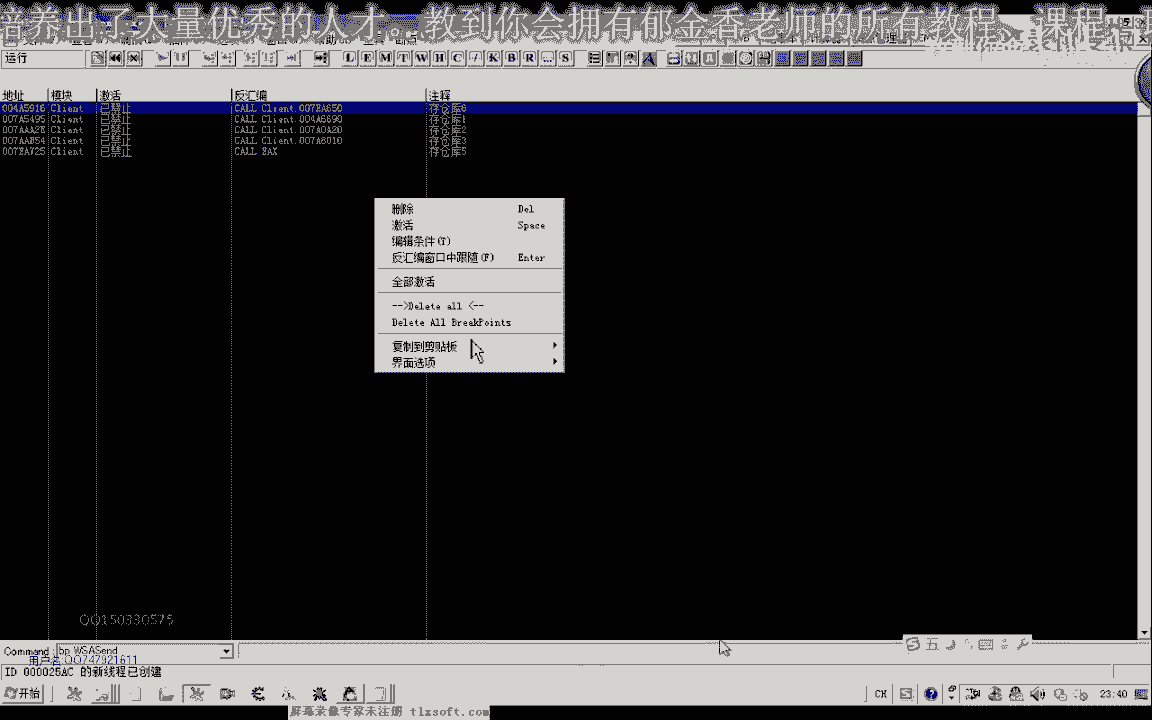 培养出了大量优秀的人才。教到你会拥有郁金香老师的所有教程
运行
L E M T W H C / K B R ... S
地址 模块 激活 反汇编 注释
004A5916 Client 已禁止 CALL Client.007EA650 存仓库6
007A5495 Client 已禁止 CALL Client.004A6690 存仓库1
007AAA2E Client 已禁止 CALL Client.007A0A20 存仓库2
007AAB54 Client 已禁止 CALL Client.007A8010 存仓库3
007EA725 Client 已禁止 CALL EAX 存仓库5
删除 Del
激活 Space
编辑条件(T)
反汇编窗口中跟随(F) Enter
全部激活
-->Delete all <--
Delete All BreakPoints
复制到剪贴板
界面选项
QQ150330575
Command: bp WSASend
用户名:QQ747921611
五
ID 000025AC 的新线程已创建
开始
CH
23:40
屏幕录像专家未注册 tlxsoft.com